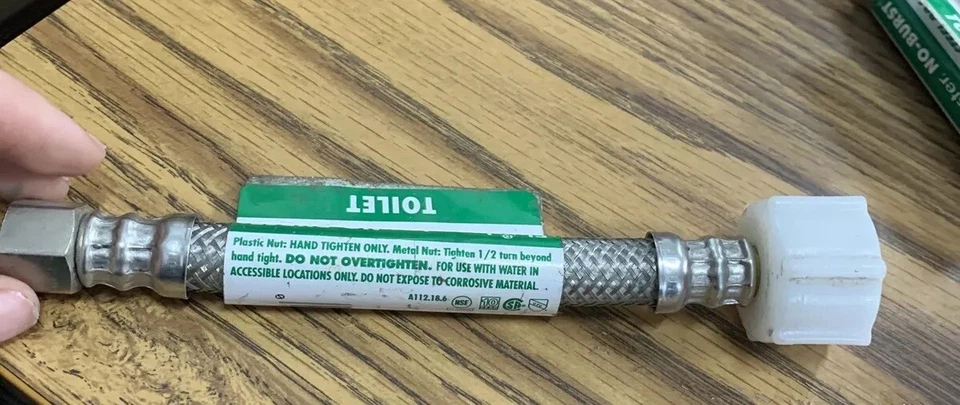 TOILET
Plastic Nut: HAND TIGHTEN ONLY. Metal Nut: Tighten 1/2 turn beyond
hand tight. DO NOT OVERTIGHTEN. FOR USE WITH WATER IN
ACCESSIBLE LOCATIONS ONLY. DO NOT EXPOSE TO CORROSIVE MATERIAL.
A112.18.6
NSF
NO-BURST